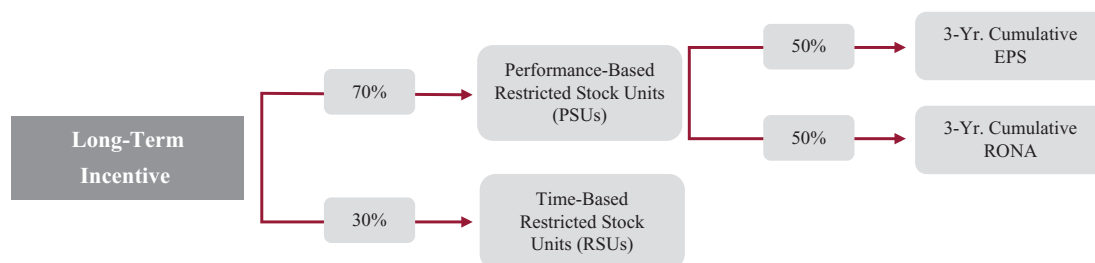 Long-Term
Incentive
70%
Performance-Based
Restricted Stock Units
(PSUs)
50%
3-Yr. Cumulative
EPS
50%
3-Yr. Cumulative
RONA
30%
Time-Based
Restricted Stock
Units (RSUs)